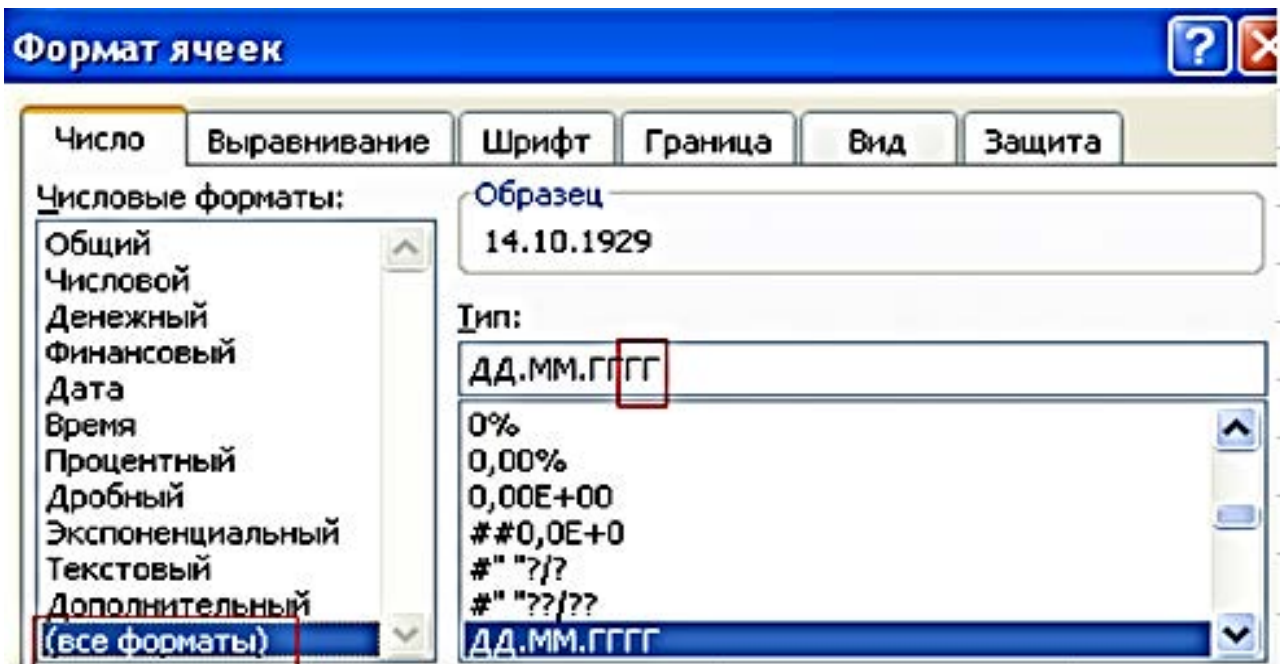 Формат ячеек
?
Число Выравнивание Шрифт Граница Вид Защита
Числовые форматы:
Общий
Числовой
Денежный
Финансовый
Дата
Время
Процентный
Дробный
Экспоненциальный
Текстовый
Дополнительный
(все форматы)
Образец
14.10.1929
Тип:
ДД.ММ.ГГГГ
0%
0,00%
0,00E+00
##0,0E+0
#" "?/?
#" "??/??
ДД.ММ.ГГГГ